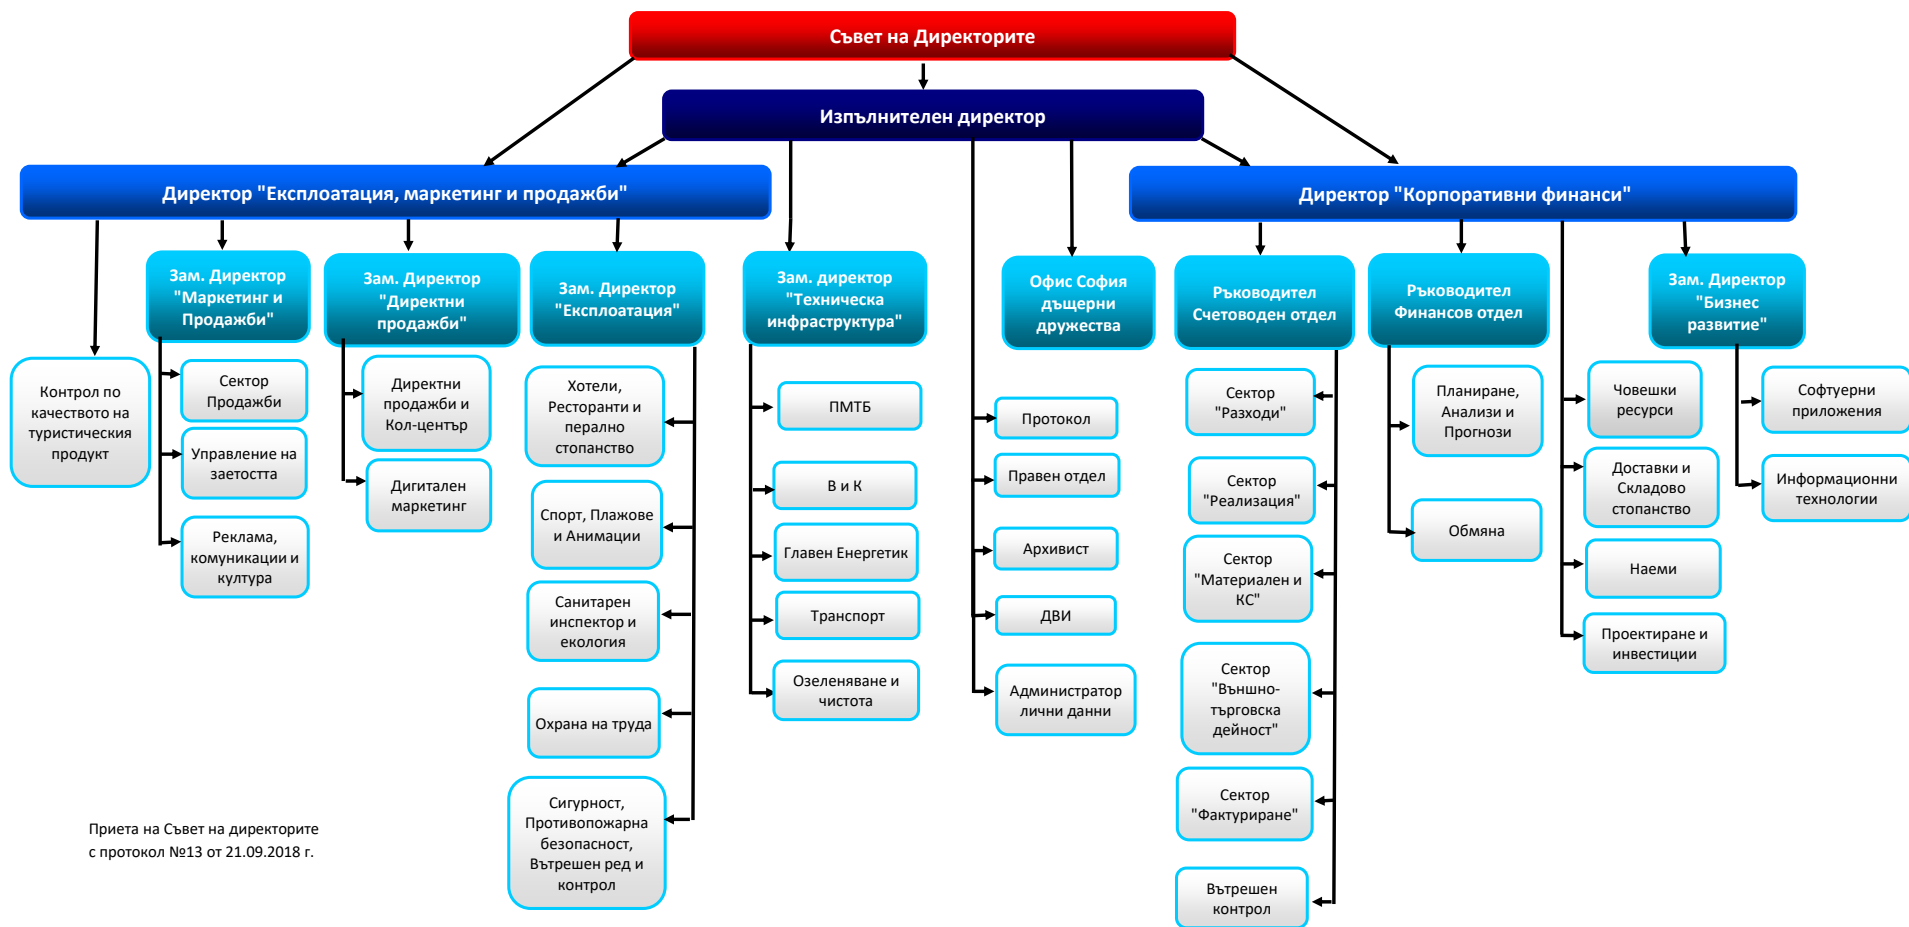 Съвет на Директорите
Изпълнителен директор
Директор "Експлоатация, маркетинг и продажби"
Директор "Корпоративни финанси"
Зам. Директор
"Маркетинг и
Продажби"
Зам. Директор
"Директни
продажби"
Зам. Директор
"Експлоатация"
Зам. директор
"Техническа
инфраструктура"
Офис София
дъщерни
дружества
Ръководител
Счетоводен отдел
Ръководител
Финансов отдел
Зам. Директор
"Бизнес
развитие"
Контрол по
качеството на
туристическия
продукт
Сектор
Продажби
Управление на
заетостта
Реклама,
комуникации и
култура
Директни
продажби и
Кол-център
Дигитален
маркетинг
Хотели,
Ресторанти и
перално
стопанство
Спорт, Плажове
и Анимации
Санитарен
инспектор и
екология
Охрана на труда
Сигурност,
Противопожарна
безопасност,
Вътрешен ред и
контрол
ПМТБ
В и К
Главен Енергетик
Транспорт
Озеленяване и
чистота
Протокол
Правен отдел
Архивист
ДВИ
Администратор
лични данни
Сектор
"Разходи"
Сектор
"Реализация"
Сектор
"Материален и
КС"
Сектор
"Външно-
търговска
дейност"
Сектор
"Фактуриране"
Вътрешен
контрол
Планиране,
Анализи и
Прогнози
Обмяна
Човешки
ресурси
Доставки и
Складово
стопанство
Наеми
Проектиране и
инвестиции
Софтуерни
приложения
Информационни
технологии
Приета на Съвет на директорите
с протокол №13 от 21.09.2018 г.